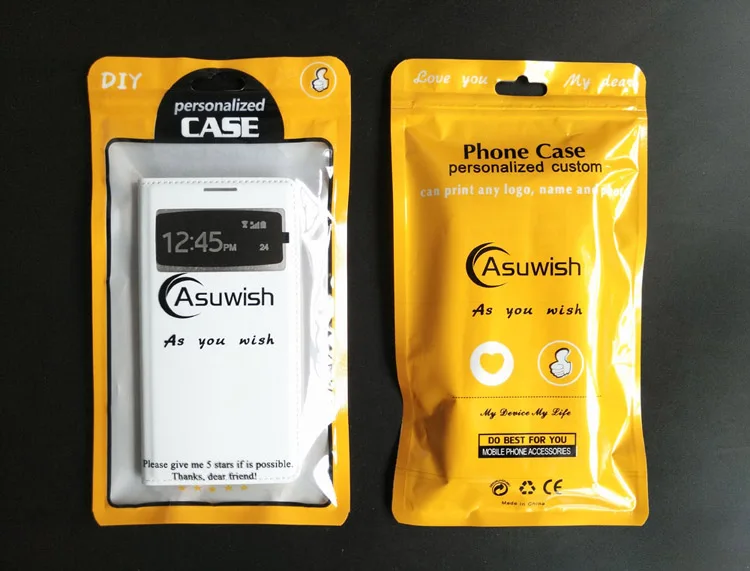 DIY
personalized
CASE
12:45PM 24
Asuwish
As you wish
Please give me 5 stars if is possible.
Thanks, dear friend!
Love you My dear
Phone Case
personalized custom
can print any logo, name and
Asuwish
As you wish
My Device My Life
DO BEST FOR YOU
MOBILE PHONE ACCESSORIES
CE
Made in China